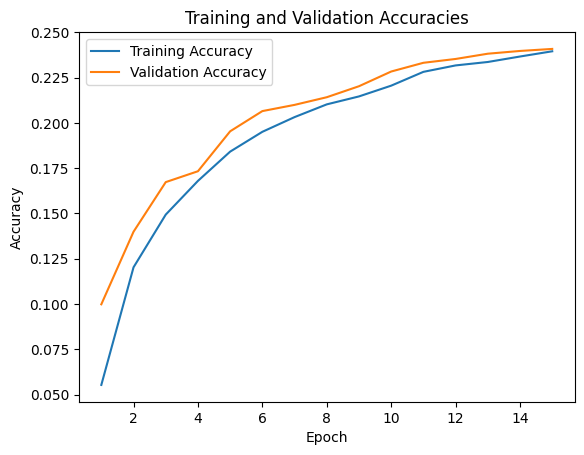 Training and Validation Accuracies
Training Accuracy
Validation Accuracy
0.250
0.225
0.200
0.175
0.150
0.125
0.100
0.075
0.050
Accuracy
2 4 6 8 10 12 14
Epoch